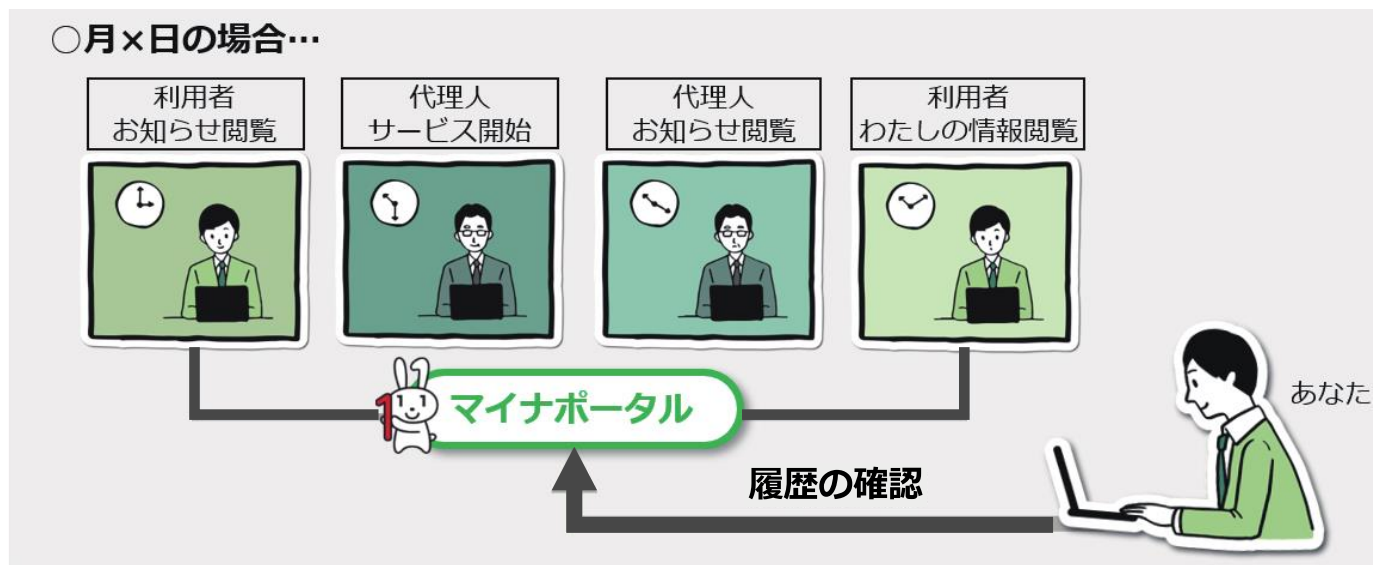 ○月×日の場合…
利用者
お知らせ閲覧
代理人
サービス開始
代理人
お知らせ閲覧
利用者
わたしの情報閲覧
1
マイナポータル
あなた
履歴の確認